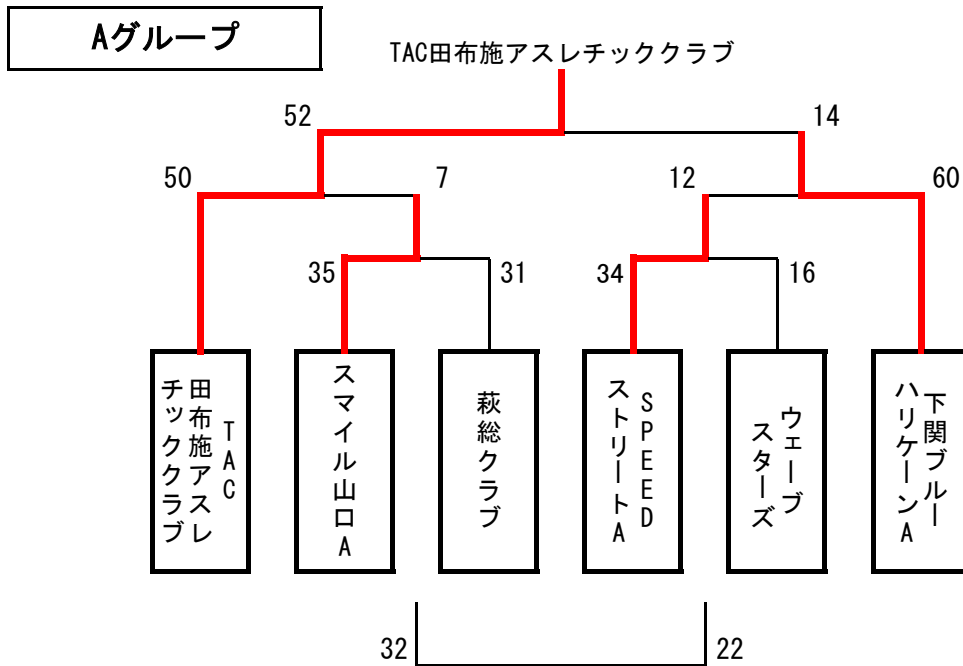 Aグループ
TAC田布施アスレチッククラブ
52
14
50
7
12
60
35
31
34
16
TAC
田布施アスレ
チッククラブ
スマイル山口A
萩総クラブ
SPEED
ストリートA
ウェーブ
スターズ
下関ブルー
ハリケーンA
32
22